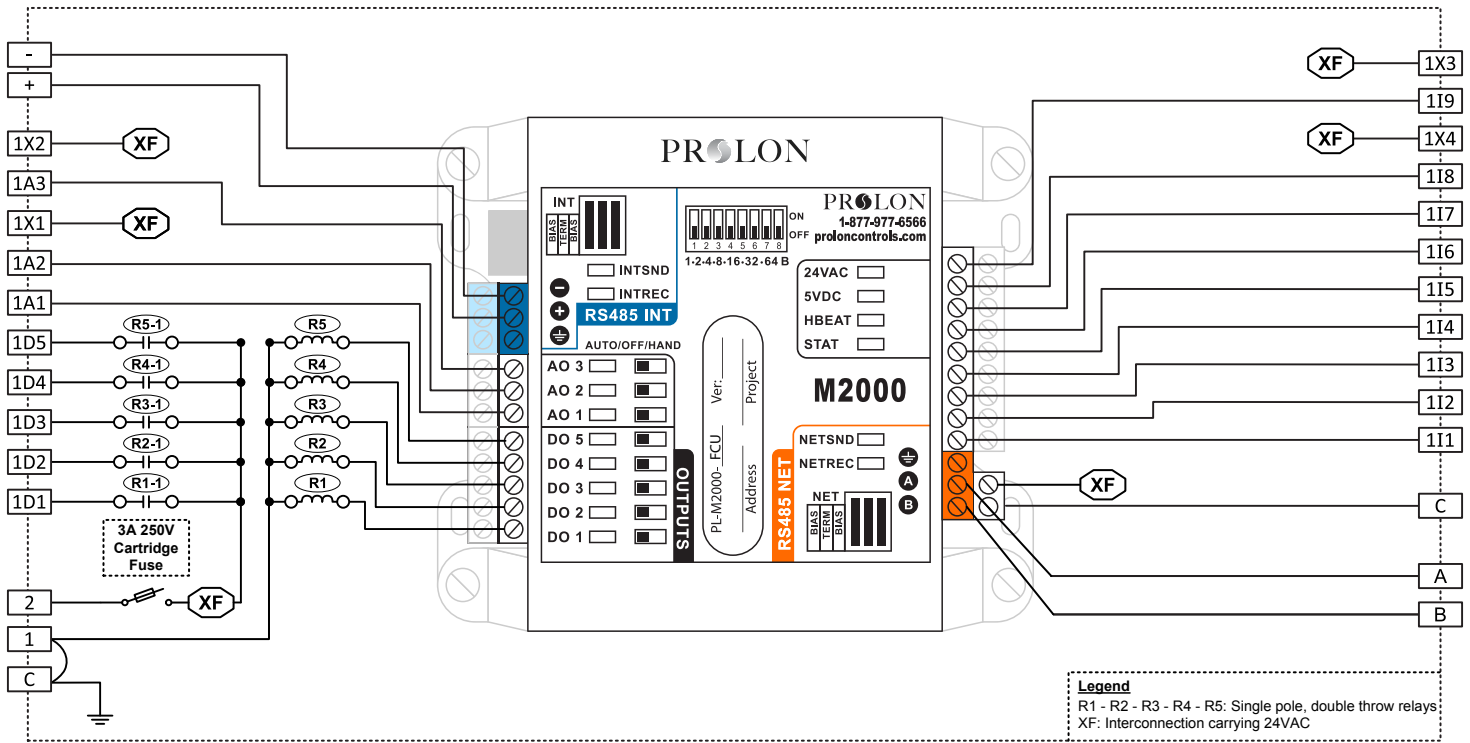 -
+
1X2
XF
1A3
1X1
XF
1A2
1A1
1D5
R5-1
R5
1D4
R4-1
R4
1D3
R3-1
R3
1D2
R2-1
R2
1D1
R1-1
R1
3A 250V
Cartridge
Fuse
2
XF
1
C
PROLON
INT
BIAS
TERM
BIAS
INTSND
INTREC
RS485 INT
ON
OFF
1 2 3 4 5 6 7 8
1·2·4·8·16·32·64 B
PROLON
1-877-977-6566
proloncontrols.com
24VAC
5VDC
HBEAT
STAT
AUTO/OFF/HAND
AO 3
AO 2
AO 1
DO 5
DO 4
DO 3
DO 2
DO 1
OUTPUTS
PL-M2000-_FCU Ver:
Address Project
M2000
NETSND
NETREC
A
B
NET
BIAS
TERM
BIAS
RS485 NET
XF
1X3
1I9
XF
1X4
1I8
1I7
1I6
1I5
1I4
1I3
1I2
1I1
XF
C
A
B
Legend
R1 - R2 - R3 - R4 - R5: Single pole, double throw relays
XF: Interconnection carrying 24VAC